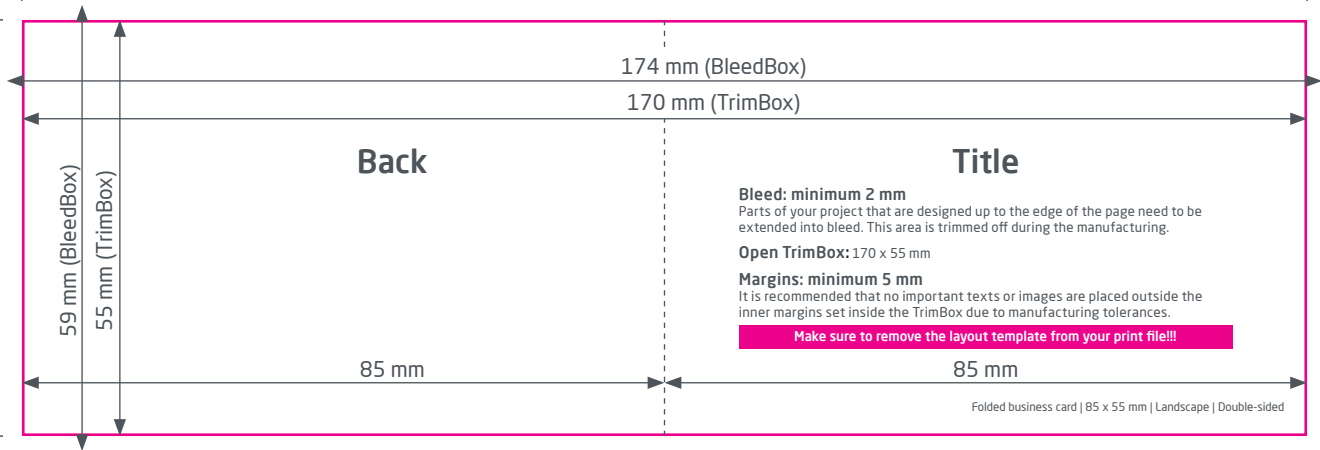 174 mm (BleedBox)
170 mm (TrimBox)
59 mm (BleedBox)
55 mm (TrimBox)
Back
Title
Bleed: minimum 2 mm
Parts of your project that are designed up to the edge of the page need to be
extended into bleed. This area is trimmed off during the manufacturing.
Open TrimBox: 170 x 55 mm
Margins: minimum 5 mm
It is recommended that no important texts or images are placed outside the
inner margins set inside the TrimBox due to manufacturing tolerances.
Make sure to remove the layout template from your print file!!!
85 mm
85 mm
Folded business card | 85 x 55 mm | Landscape | Double-sided